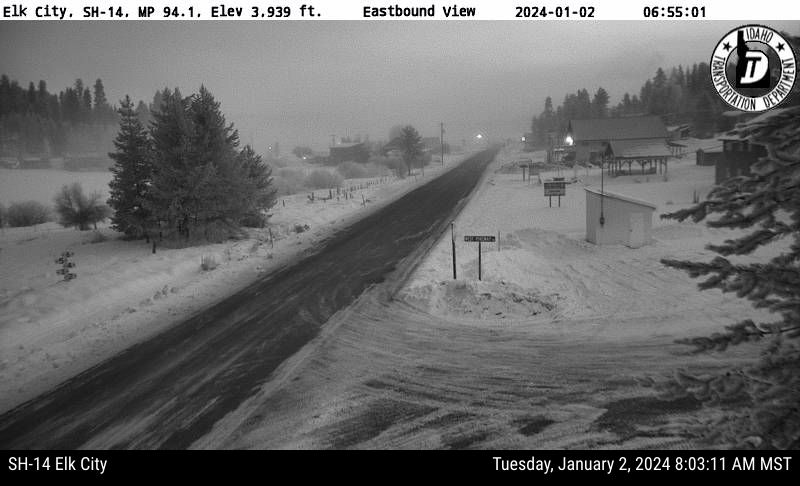 Elk City, SH-14, MP 94.1, Elev 3,939 ft. Eastbound View 2024-01-02 06:55:01
IDAHO
TRANSPORTATION DEPARTMENT
SH-14 Elk City
Tuesday, January 2, 2024 8:03:11 AM MST